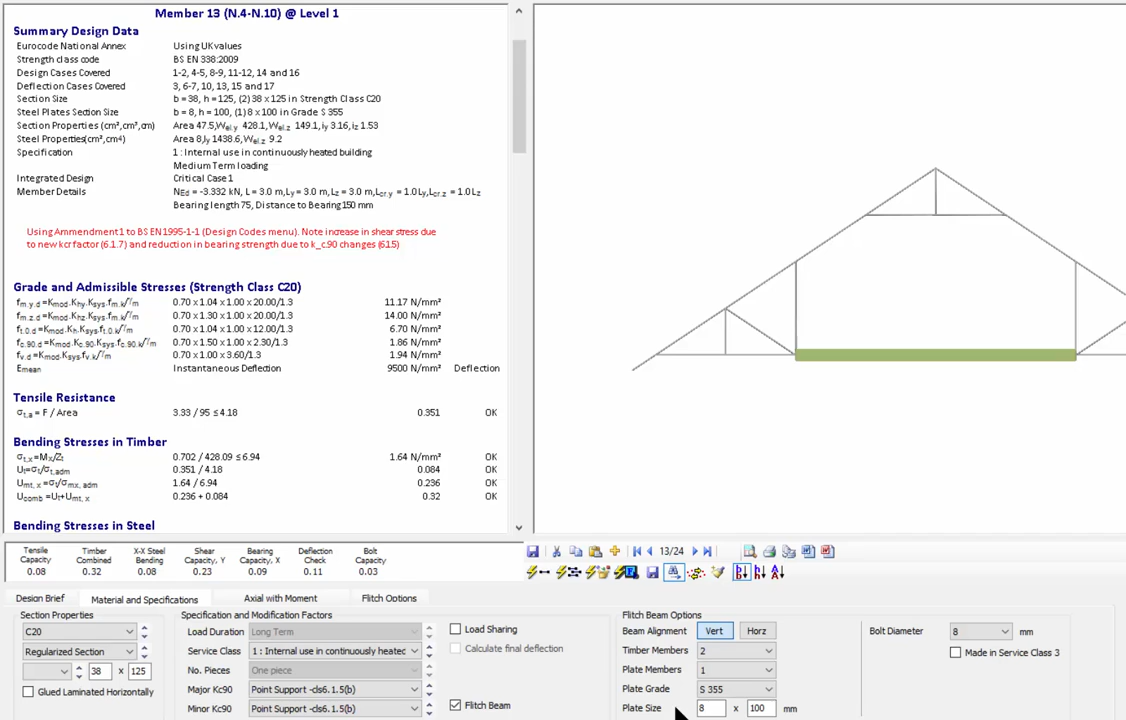 Member 13 (N.4-N.10) @ Level 1
Summary Design Data
Eurocode National Annex Using UK values
Strength class code BS EN 338:2009
Design Cases Covered 1-2, 4-5, 8-9, 11-12, 14 and 16
Deflection Cases Covered 3, 6-7, 10, 13, 15 and 17
Section Size b = 38, h = 125, (2) 38 x 125 in Strength Class C20
Steel Plates Section Size b = 8, h = 100, (1) 8 x 100 in Grade S 355
Section Properties (cm²,cm³,cm) Area 47.5,Wel.y 428.1,Wel.z 149.1, iy 3.16, iz 1.53
Steel Properties(cm²,cm4) Area 8,Iy 1438.6,Wel.z 9.2
Specification 1 : Internal use in continuously heated building
Medium Term loading
Integrated Design Critical Case 1
Member Details NEd = -3.332 kN, L = 3.0 m,Ly = 3.0 m, Lz = 3.0 m,Lcr.y = 1.0Ly,Lcr.z = 1.0Lz
Bearing length 75, Distance to Bearing 150 mm
Using Ammendment 1 to BS EN 1995-1-1 (Design Codes menu). Note increase in shear stress due
to new kcr factor (6.1.7) and reduction in bearing strength due to k_c.90 changes (6.1.5)
Grade and Admissible Stresses (Strength Class C20)
fm.y.d =Kmod.Khy.Ksys.fm.k/γm 0.70 x 1.04 x 1.00 x 20.00/1.3 11.17 N/mm²
fm.z.d =Kmod.Khz.Ksys.fm.k/γm 0.70 x 1.30 x 1.00 x 20.00/1.3 14.00 N/mm²
ft.0.d =Kmod.Kh.Ksys.ft.0.k/γm 0.70 x 1.04 x 1.00 x 12.00/1.3 6.70 N/mm²
fc.90.d =Kmod.Kc.90.Ksys.fc.90.k/γm 0.70 x 1.50 x 1.00 x 2.30/1.3 1.86 N/mm²
fv.d =Kmod.Ksys.fv.k/γm 0.70 x 1.00 x 3.60/1.3 1.94 N/mm²
Emean Instantaneous Deflection 9500 N/mm² Deflection
Tensile Resistance
σt,a = F / Area 3.33 / 95 ≤ 4.18 0.351 OK
Bending Stresses in Timber
σt,x =Mx/Zt 0.702 / 428.09 ≤ 6.94 1.64 N/mm² OK
Ut=σt/σt,adm 0.351 / 4.18 0.084 OK
Umt, x =σt/σmx, adm 1.64 / 6.94 0.236 OK
Ucomb =Ut+Umt, x 0.236 + 0.084 0.32 OK
Bending Stresses in Steel
Tensile Capacity Timber Combined X-X Steel Bending Shear Capacity, Y Bearing Capacity, X Deflection Check Bolt Capacity
0.08 0.32 0.08 0.23 0.09 0.11 0.03
13/24
Design Brief Material and Specifications Axial with Moment Flitch Options
Section Properties Specification and Modification Factors Flitch Beam Options
C20 Load Duration Long Term Load Sharing Beam Alignment Vert Horz Bolt Diameter 8 mm
Regularized Section Service Class 1 : Internal use in continuously heatec Calculate final deflection Timber Members 2 Made in Service Class 3
38 x 125 No. Pieces One piece Plate Members 1
Glued Laminated Horizontally Major Kc90 Point Support -cls6.1.5(b) Plate Grade S 355
Minor Kc90 Point Support -cls6.1.5(b) Flitch Beam Plate Size 8 x 100 mm